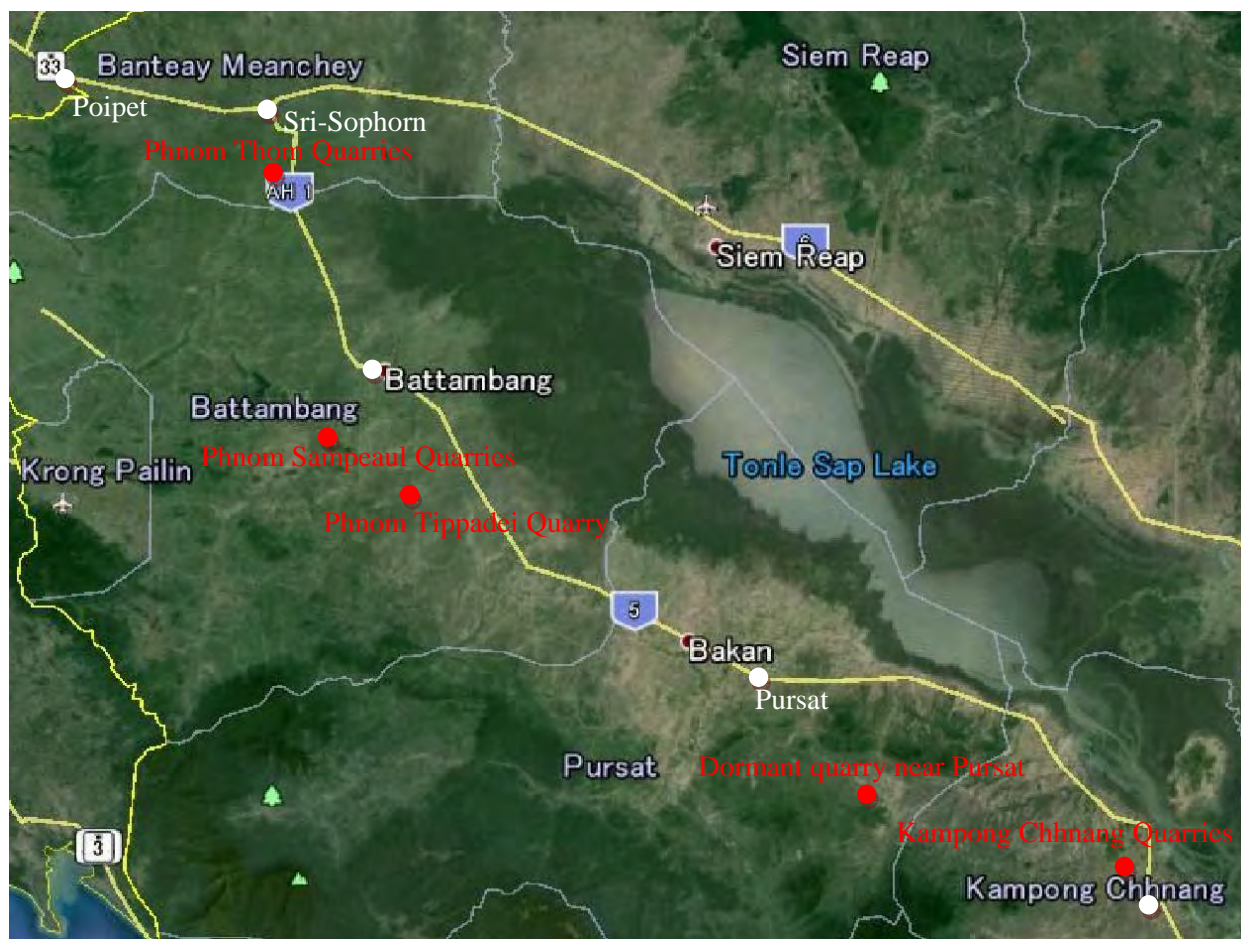 Siem Reap
33
Banteay Meanchey
Poipet
Sri-Sophorn
Phnom Thom Quarries
AH 1
6
Siem Reap
Battambang
Battambang
Phnom Sampeaul Quarries
Krong Pailin
Tonle Sap Lake
Phnom Tippadei Quarry
5
Bakan
Pursat
Pursat
Dormant quarry near Pursat
3
Kampong Chhnang Quarries
Kampong Chhnang